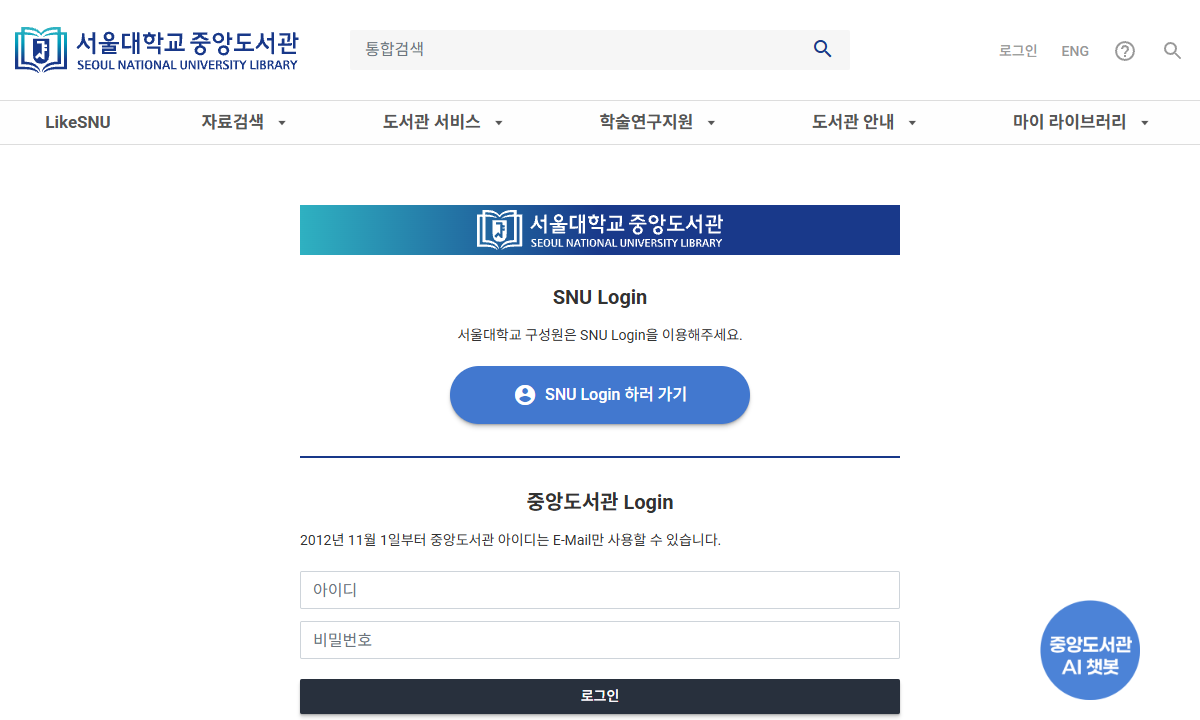 서울대학교 중앙도서관
SEOUL NATIONAL UNIVERSITY LIBRARY
통합검색
로그인 ENG
LikeSNU 자료검색 도서관 서비스 학술연구지원 도서관 안내 마이 라이브러리
서울대학교 중앙도서관
SEOUL NATIONAL UNIVERSITY LIBRARY
SNU Login
서울대학교 구성원은 SNU Login을 이용해주세요.
SNU Login 하러 가기
중앙도서관 Login
2012년 11월 1일부터 중앙도서관 아이디는 E-Mail만 사용할 수 있습니다.
아이디
비밀번호
로그인
중앙도서관
AI 챗봇